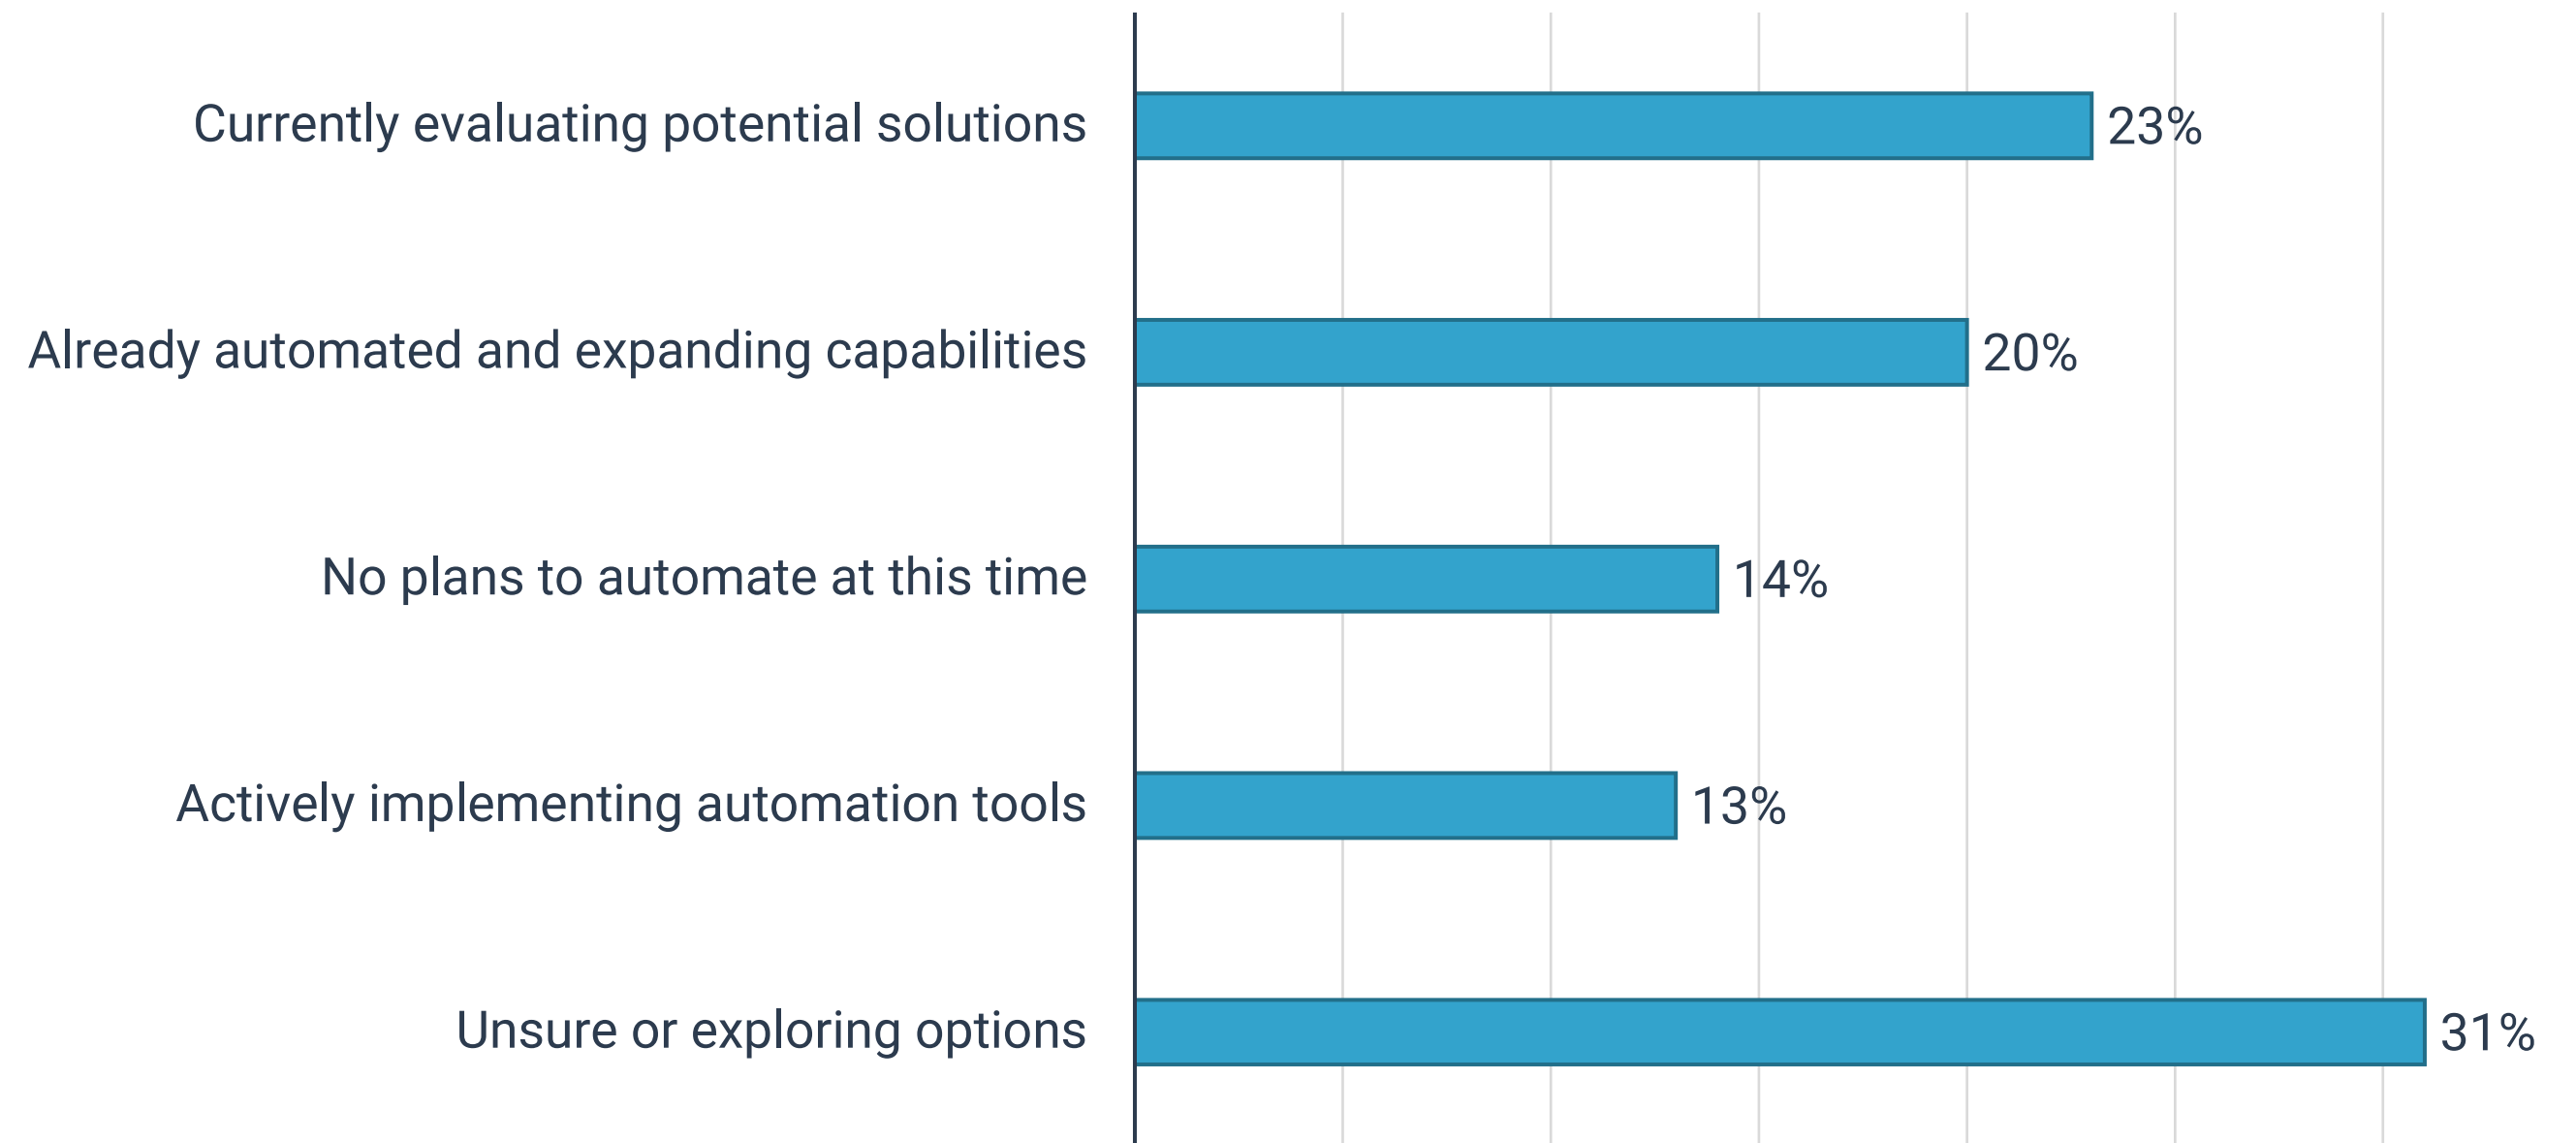 Currently evaluating potential solutions 23%
Already automated and expanding capabilities 20%
No plans to automate at this time 14%
Actively implementing automation tools 13%
Unsure or exploring options 31%